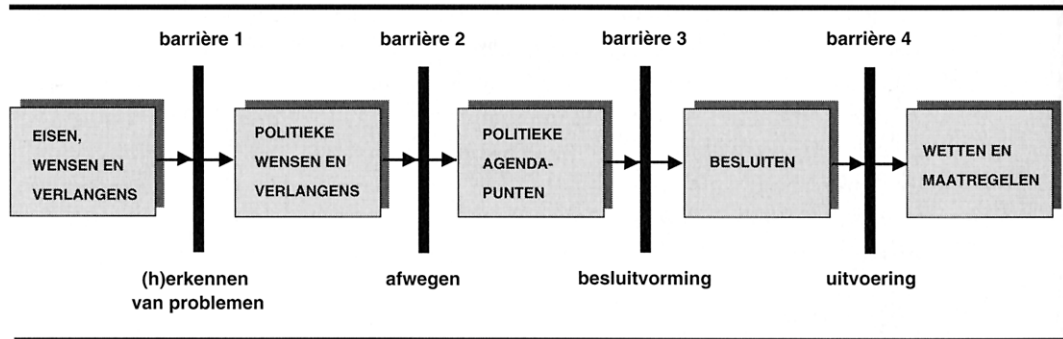 barrière 1
barrière 2
barrière 3
barrière 4
EISEN,
WENSEN EN
VERLANGENS
POLITIEKE
WENSEN EN
VERLANGENS
POLITIEKE
AGENDA-
PUNTEN
BESLUITEN
WETTEN EN
MAATREGELEN
(h)erkennen
van problemen
afwegen
besluitvorming
uitvoering